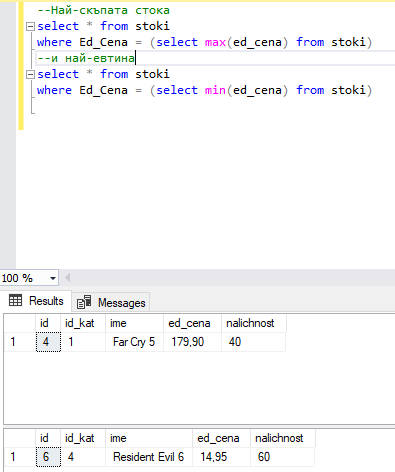 --Най-скъпата стока
select * from stoki
where Ed_Cena = (select max(ed_cena) from stoki)
--и най-евтина
select * from stoki
where Ed_Cena = (select min(ed_cena) from stoki)
100 %
Results Messages
id id_kat ime ed_cena nalichnost
1 4 1 Far Cry 5 179,90 40
id id_kat ime ed_cena nalichnost
1 6 4 Resident Evil 6 14,95 60